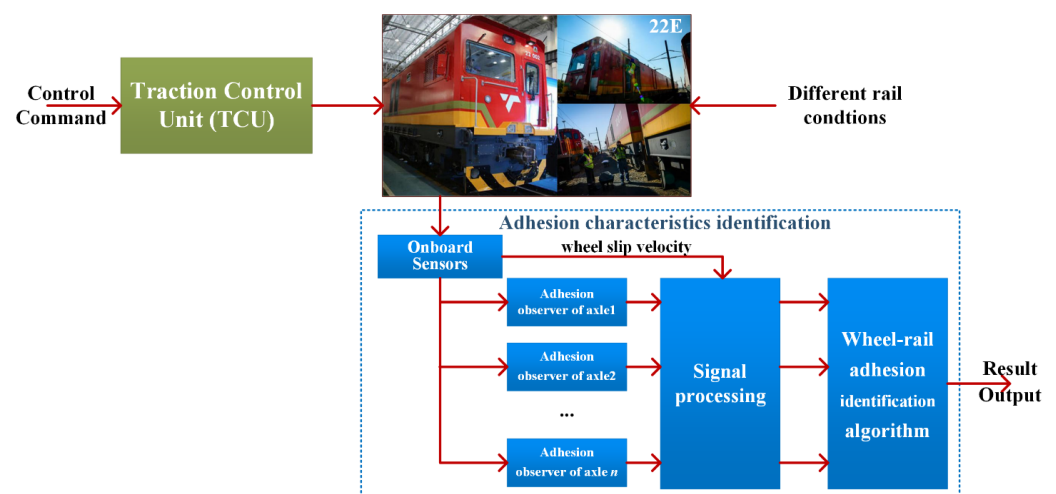 Control
Command
Traction Control
Unit (TCU)
22E
Different rail
condtions
Adhesion characteristics identification
Onboard
Sensors
wheel slip velocity
Adhesion
observer of axle1
Adhesion
observer of axle2
...
Adhesion
observer of axle n
Signal
processing
Wheel-rail
adhesion
identification
algorithm
Result
Output